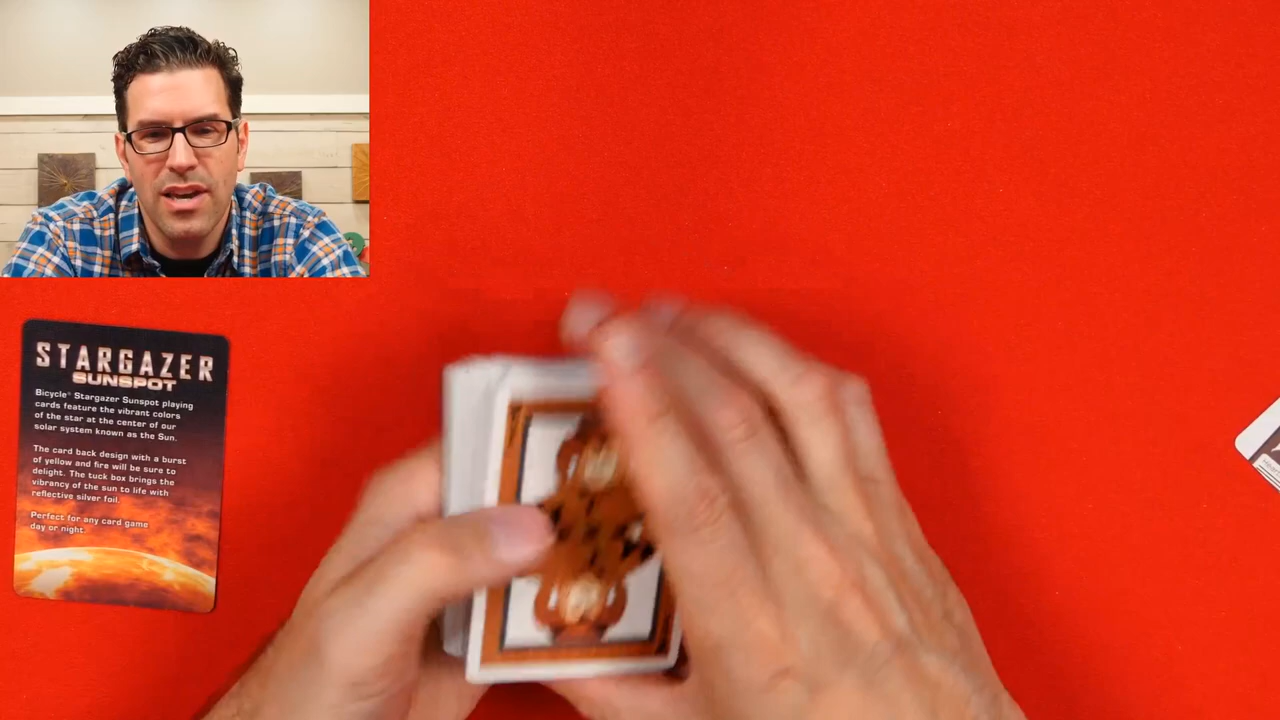 STARGAZER
SUNSPOT
Bicycle® Stargazer Sunspot playing
cards feature the vibrant colors
of the star at the center of our
solar system known as the Sun.
The card back design with a burst
of yellow and fire will be sure to
delight. The tuck box brings the
vibrancy of the sun to life with
reflective silver foil.
Perfect for any card game
day or night.